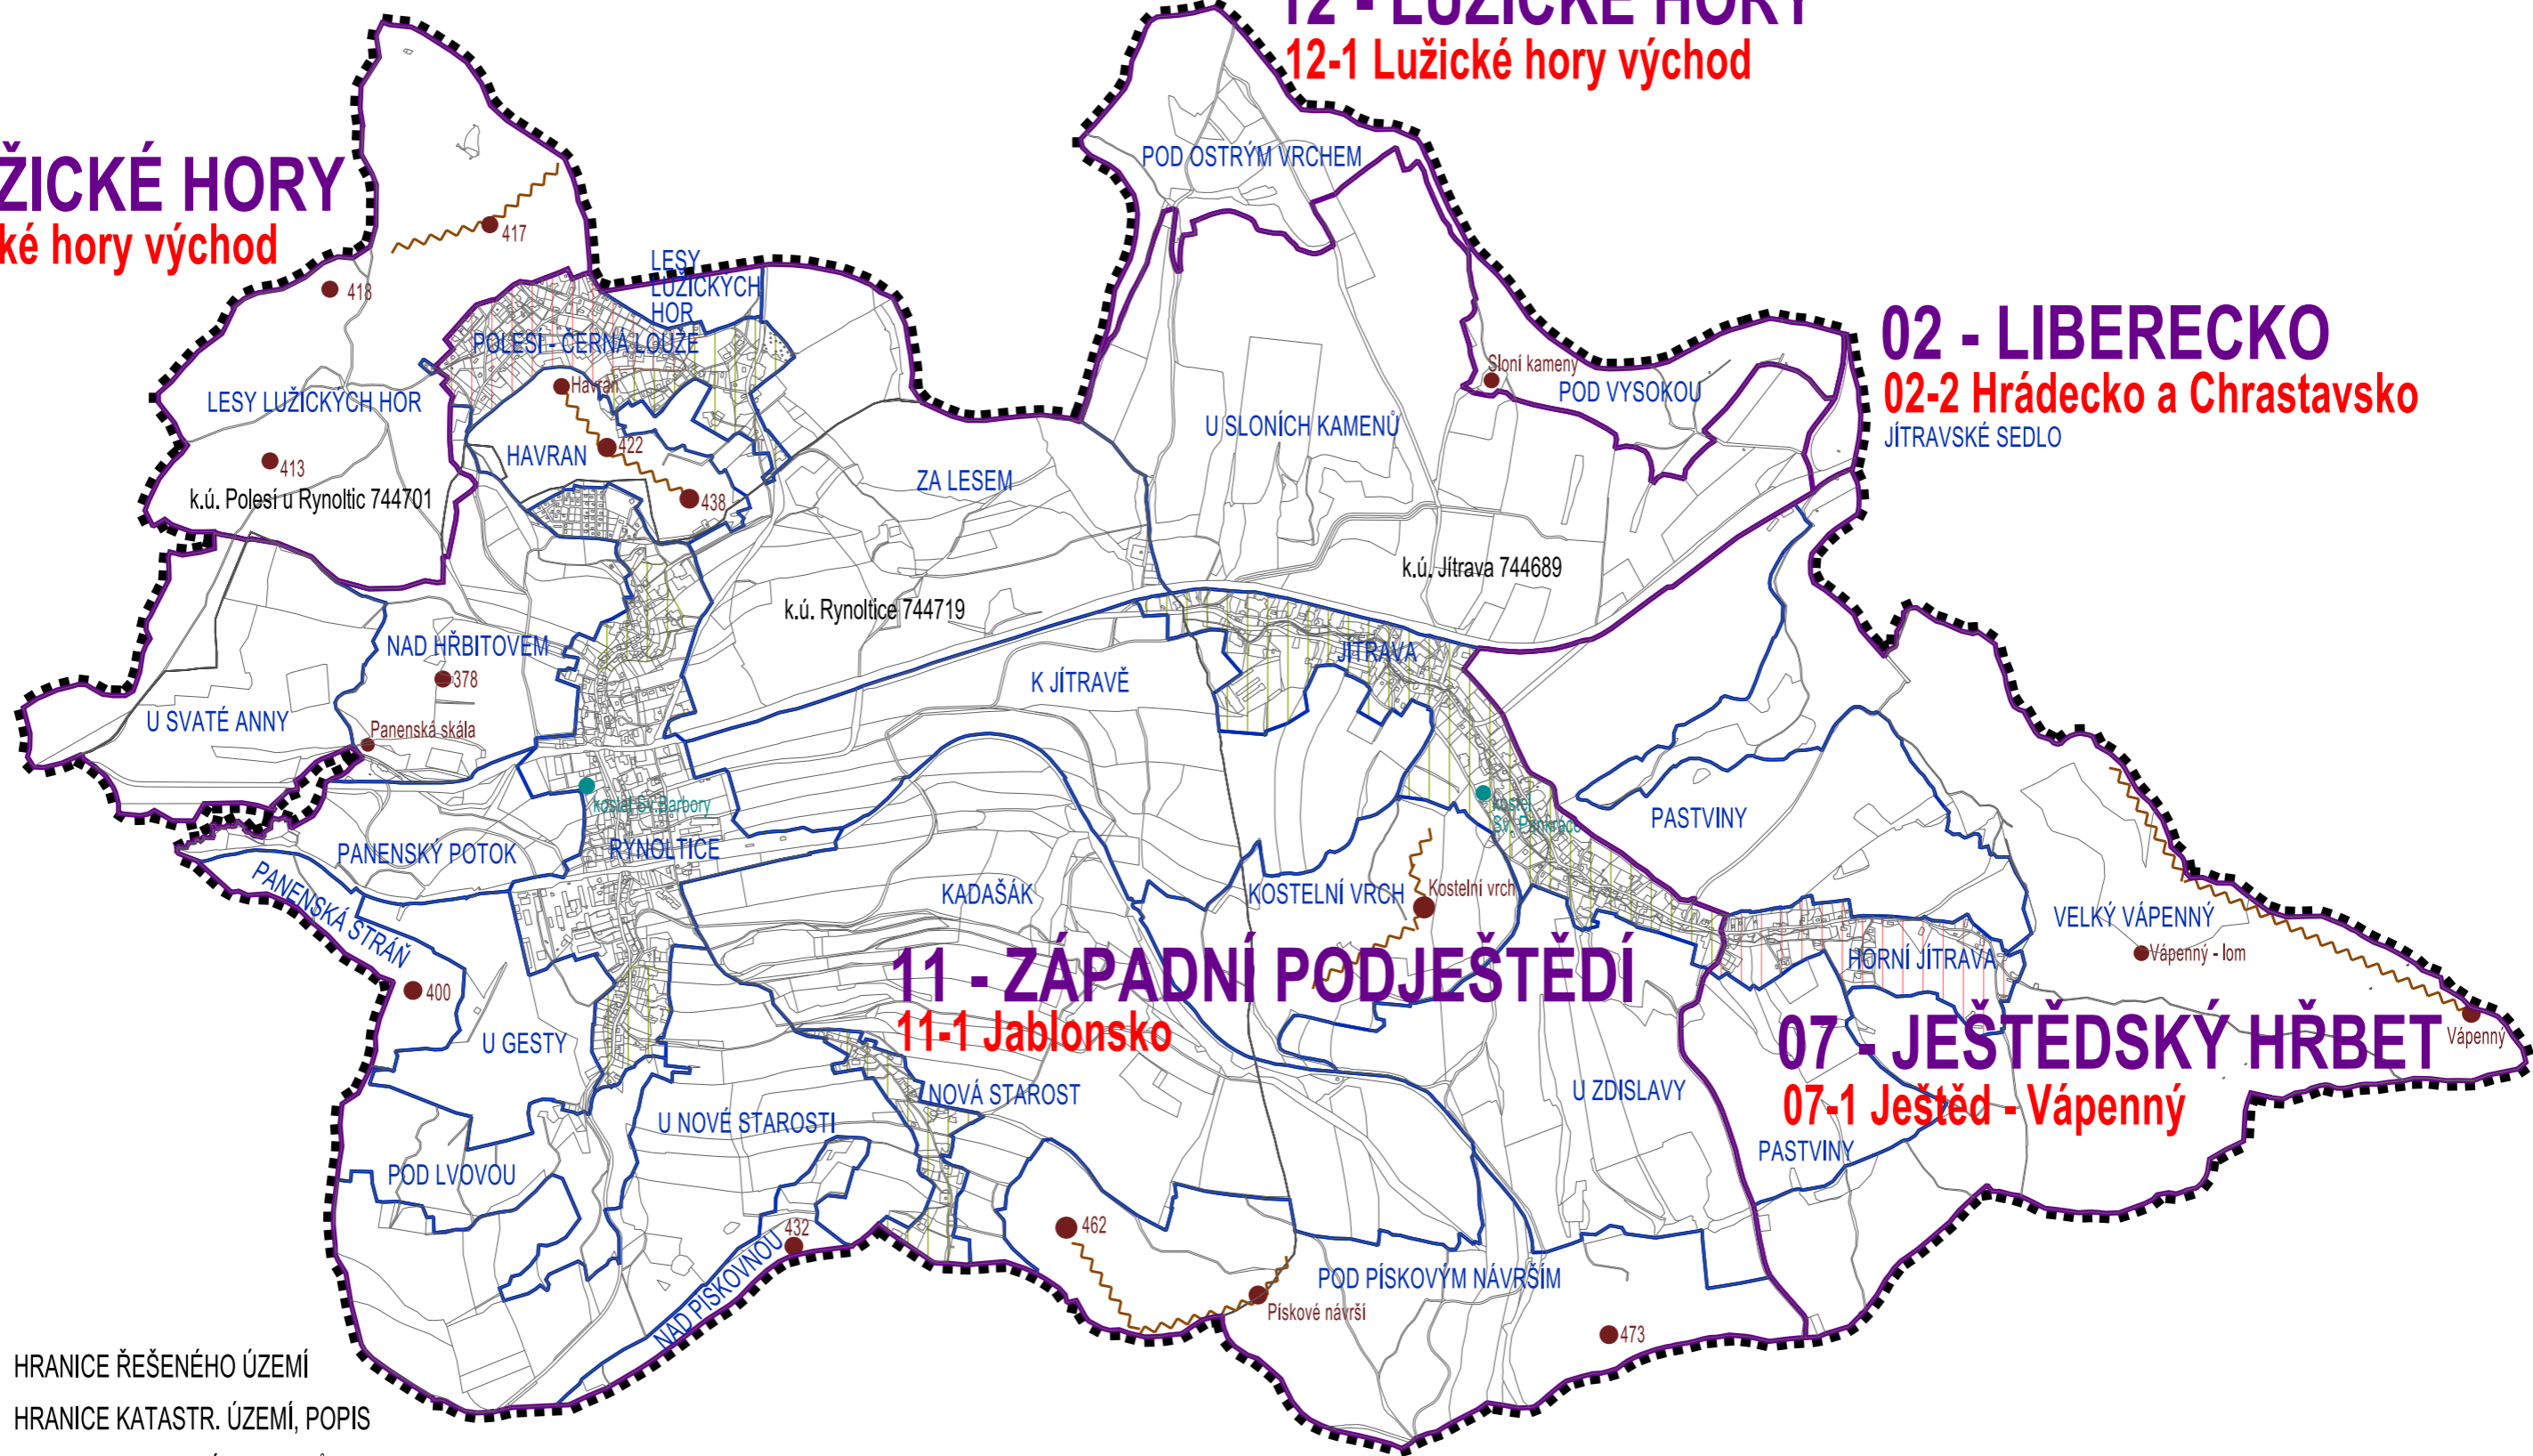 12 - LUŽICKÉ HORY
12-1 Lužické hory východ
ŽICKÉ HORY
ké hory východ
POD OSTRÝM VRCHEM
417
418
LESY
LUŽICKÝCH
HOR
POLESÍ - ČERNÁ LOUŽE
02 - LIBERECKO
02-2 Hrádecko a Chrastavsko
JÍTRAVSKÉ SEDLO
Sloní kameny
POD VYSOKOU
Havran
LESY LUŽICKÝCH HOR
U SLONÍCH KAMENŮ
HAVRAN
422
413
ZA LESEM
k.ú. Polesí u Rynoltic 744701
438
k.ú. Jítrava 744689
k.ú. Rynoltice 744719
NAD HŘBITOVEM
378
JÍTRAVA
K JÍTRAVĚ
U SVATÉ ANNY
Panenská skála
kostel Sv.Barbory
kostel
Sv. Pankráce
PASTVINY
PANENSKÝ POTOK
RYNOLTICE
PANENSKÁ STRÁŇ
KADAŠÁK
KOSTELNÍ VRCH
Kostelní vrch
VELKÝ VÁPENNÝ
Vápenný - lom
HORNÍ JÍTRAVA
11 - ZÁPADNÍ PODJEŠTĚDÍ
11-1 Jablonsko
400
U GESTY
07 - JEŠTĚDSKÝ HŘBET
07-1 Ještěd - Vápenný
Vápenný
NOVÁ STAROST
U ZDISLAVY
U NOVÉ STAROSTI
PASTVINY
POD LVOVOU
432
462
NAD PÍSKOVNOU
POD PÍSKOVÝM NÁVRŠÍM
Pískové návrší
473
HRANICE ŘEŠENÉHO ÚZEMÍ
HRANICE KATASTR. ÚZEMÍ, POPIS